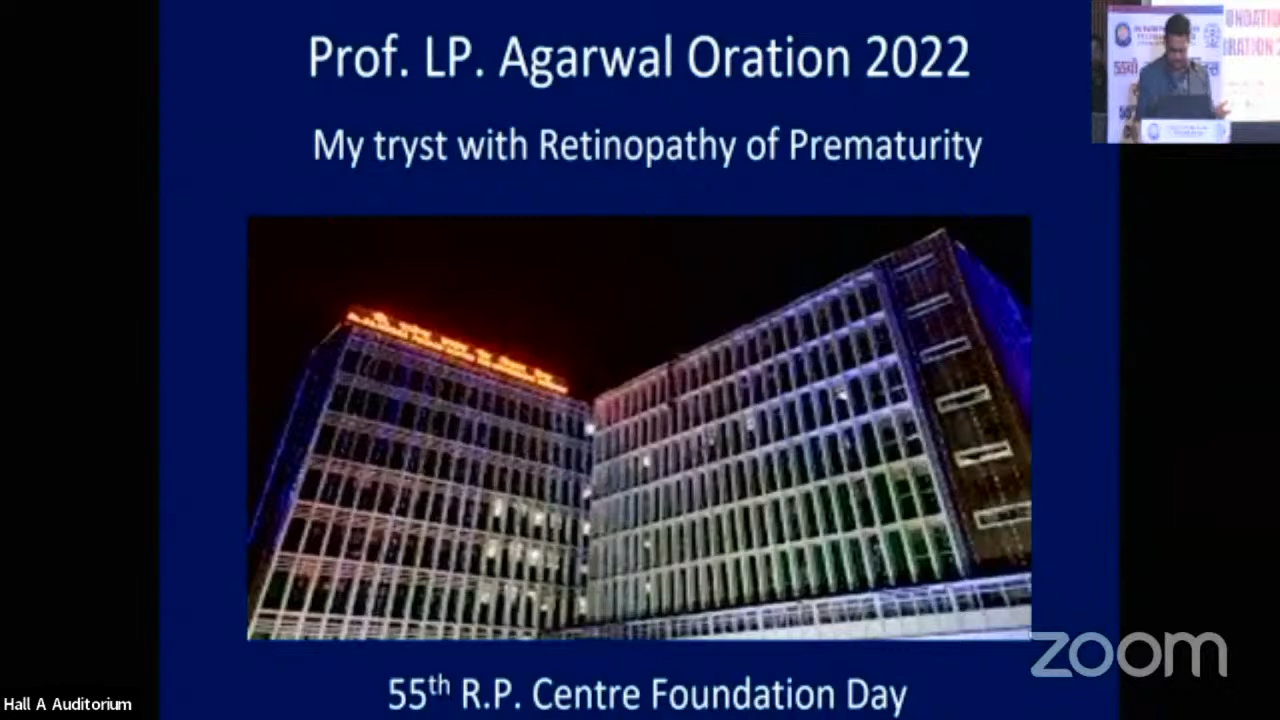 Prof. LP. Agarwal Oration 2022
My tryst with Retinopathy of Prematurity
55th R.P. Centre Foundation Day
zoom
Hall A Auditorium